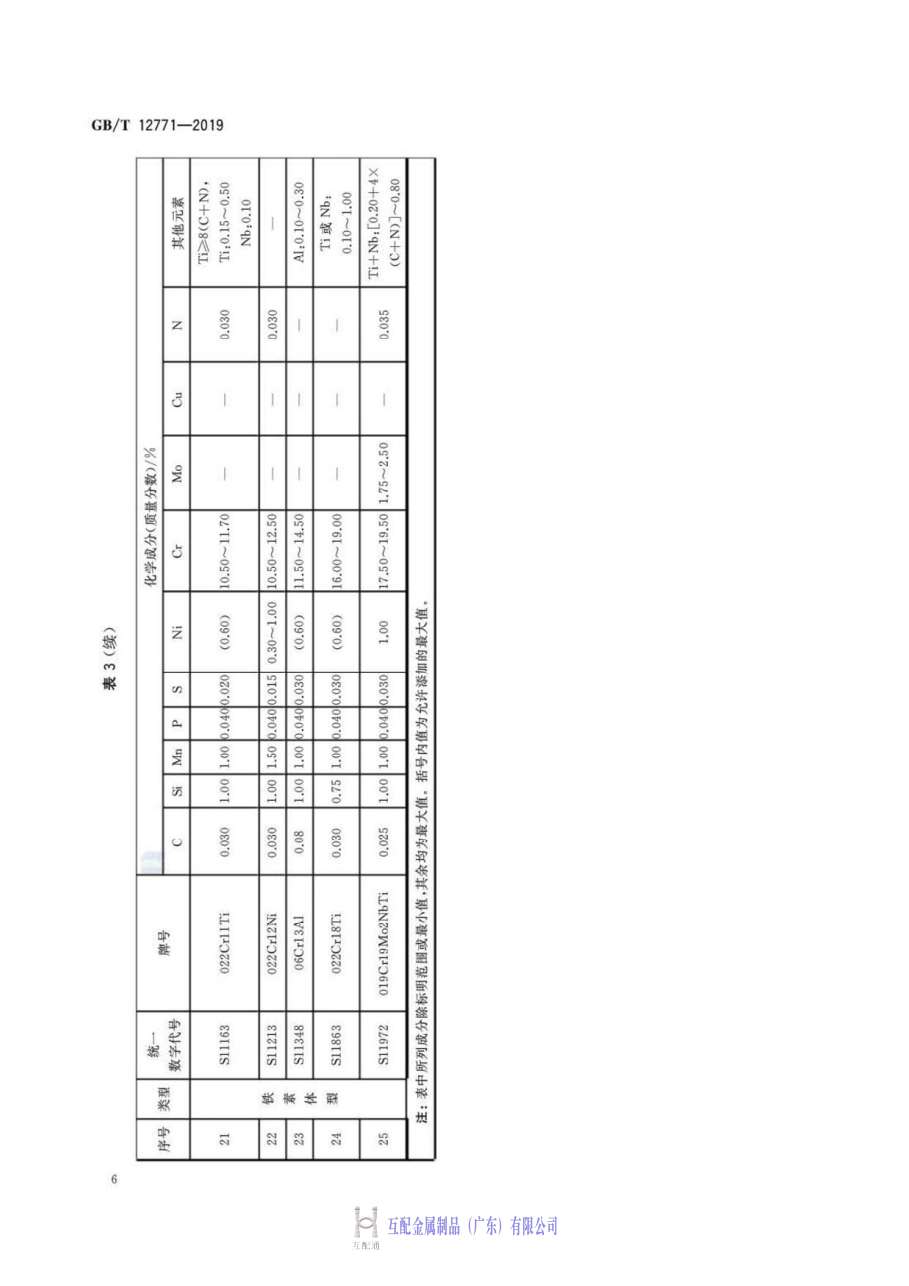 GB/T 12771—2019
表 3（续）
序号 类型 统一数字代号 牌号 化学成分(质量分数)/%
C Si Mn P S Ni Cr Mo Cu N 其他元素
21 铁素体型 S11163 022Cr11Ti 0.030 1.00 1.00 0.040 0.020 (0.60) 10.50～11.70 — — 0.030 Ti≥8(C+N), Ti:0.15～0.50 Nb:0.10
22 S11213 022Cr12Ni 0.030 1.00 1.50 0.040 0.015 0.30～1.00 10.50～12.50 — — 0.030 —
23 S11348 06Cr13Al 0.08 1.00 1.00 0.040 0.030 (0.60) 11.50～14.50 — — — Al:0.10～0.30
24 S11863 022Cr18Ti 0.030 0.75 1.00 0.040 0.030 (0.60) 16.00～19.00 — — — Ti 或 Nb: 0.10～1.00
25 S11972 019Cr19Mo2NbTi 0.025 1.00 1.00 0.040 0.030 1.00 17.50～19.50 1.75～2.50 — 0.035 Ti+Nb:[0.20+4×(C+N)]～0.80
注：表中所列成分除标明范围或最小值,其余均为最大值。括号内值为允许添加的最大值。
6
互配通
互配金属制品（广东）有限公司